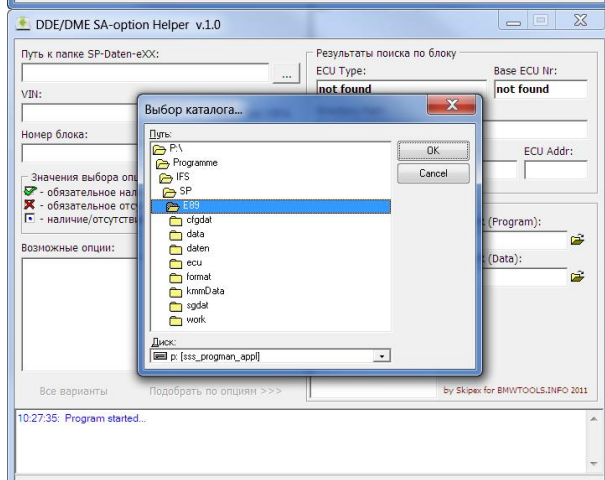 DDE/DME SA-option Helper v.1.0
Путь к папке SP-Daten-eXX:
...
VIN:
Номер блока:
Значения выбора опц
- обязательное нал
- обязательное отс
- наличие/отсутстви
Возможные опции:
Все варианты
Подобрать по опциям >>>
Результаты поиска по блоку
ECU Type:
Base ECU Nr:
not found
not found
ECU Addr:
(Program):
(Data):
by Skipex for BMWTOOLS.INFO 2011
Выбор каталога...
Путь:
P:\
Programme
IFS
SP
E89
cfgdat
data
daten
ecu
format
kmmData
sgdat
work
OK
Cancel
Диск:
p: [sss_progman_appl]
10:27:35: Program started...